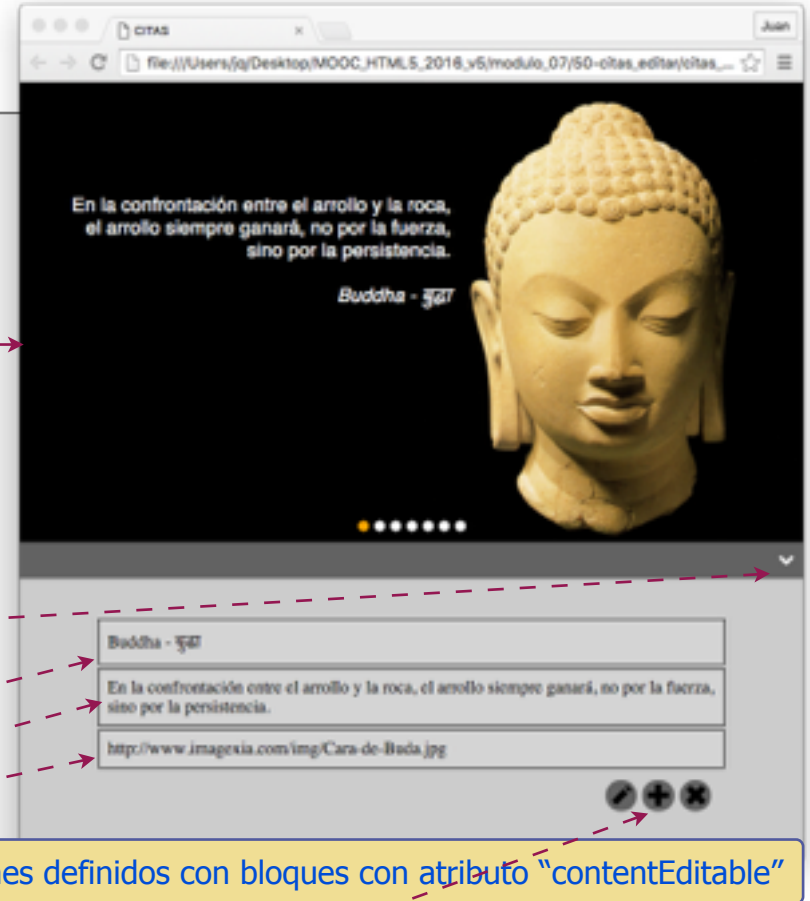 CITAS
Juan
file:///Users/jq/Desktop/MOOC_HTML5_2016_v5/modulo_07/50-citas_editar/citas_...
En la confrontación entre el arrollo y la roca,
el arrollo siempre ganará, no por la fuerza,
sino por la persistencia.
Buddha - बुद्धा
Buddha - बुद्धा
En la confrontación entre el arrollo y la roca, el arrollo siempre ganará, no por la fuerza,
sino por la persistencia.
http://www.imagexia.com/img/Cara-de-Buda.jpg
es definidos con bloques con atributo “contentEditable”